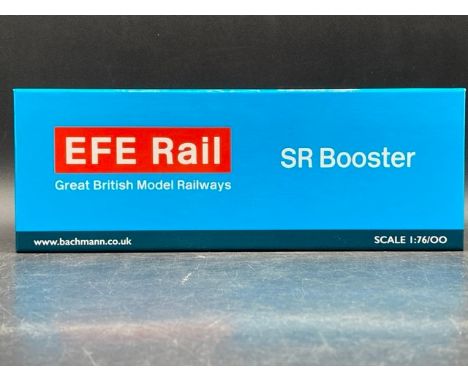 EFE Rail
Great British Model Railways
SR Booster
www.bachmann.co.uk
SCALE 1:76/OO